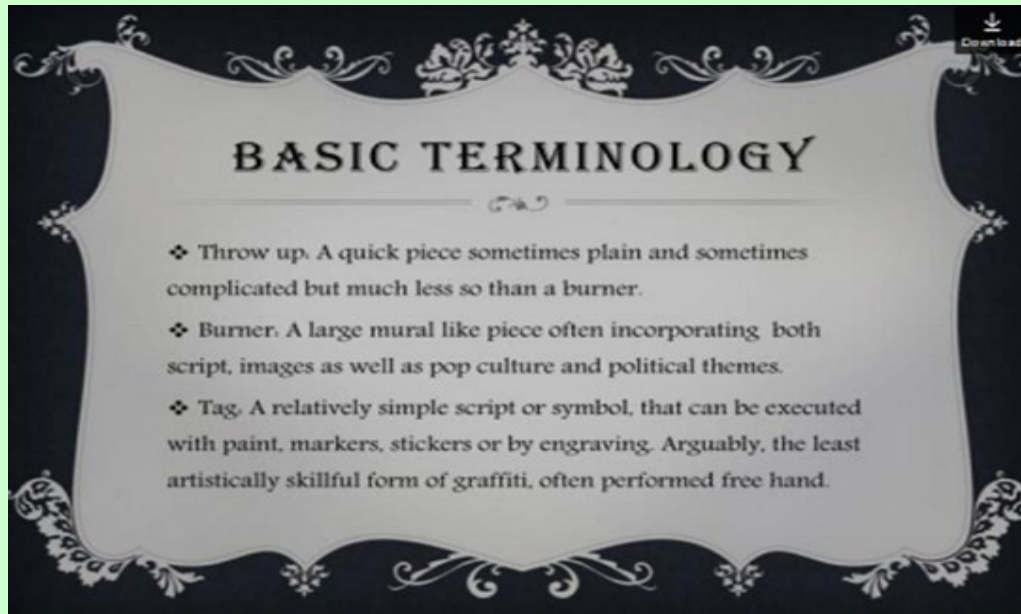 Download
BASIC TERMINOLOGY
❖ Throw up. A quick piece sometimes plain and sometimes
complicated but much less so than a burner.
❖ Burner. A large mural like piece often incorporating both
script, images as well as pop culture and political themes.
❖ Tag. A relatively simple script or symbol, that can be executed
with paint, markers, stickers or by engraving. Arguably, the least
artistically skillful form of graffiti, often performed free hand.